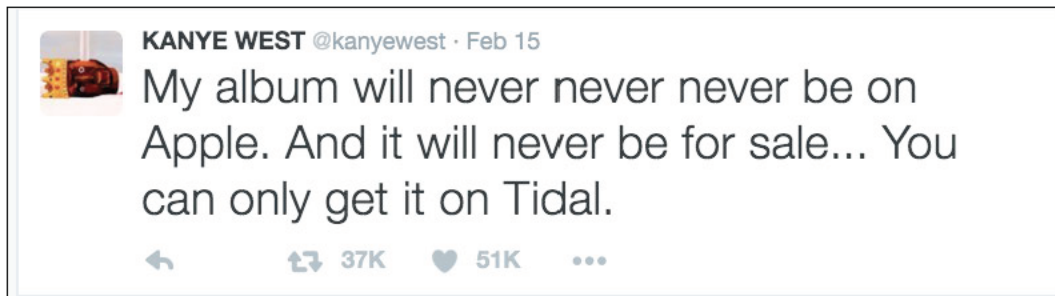 KANYE WEST @kanyewest · Feb 15
My album will never never never be on
Apple. And it will never be for sale... You
can only get it on Tidal.
37K 51K